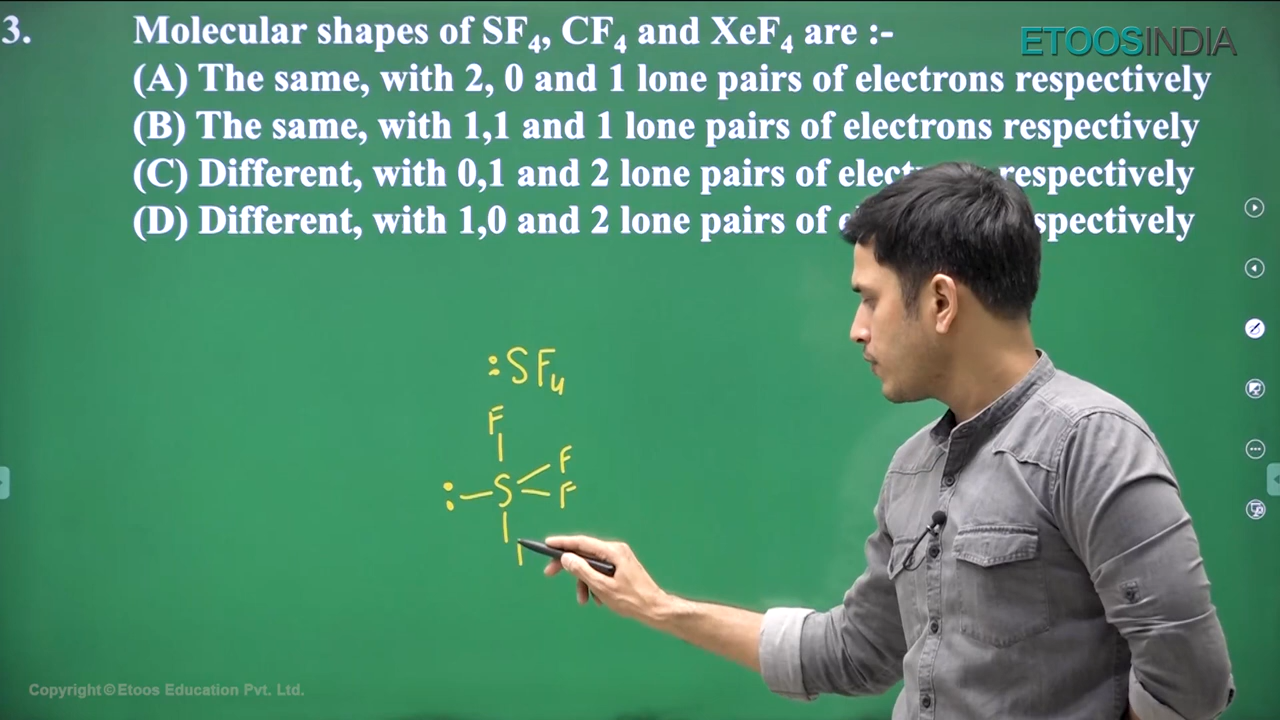 3. Molecular shapes of SF₄, CF₄ and XeF₄ are :-
ETOOSINDIA
(A) The same, with 2, 0 and 1 lone pairs of electrons respectively
(B) The same, with 1,1 and 1 lone pairs of electrons respectively
(C) Different, with 0,1 and 2 lone pairs of respectively
(D) Different, with 1,0 and 2 lone pairs of
:SF₄
F
F
: — S F
Copyright © Etoos Education Pvt. Ltd.